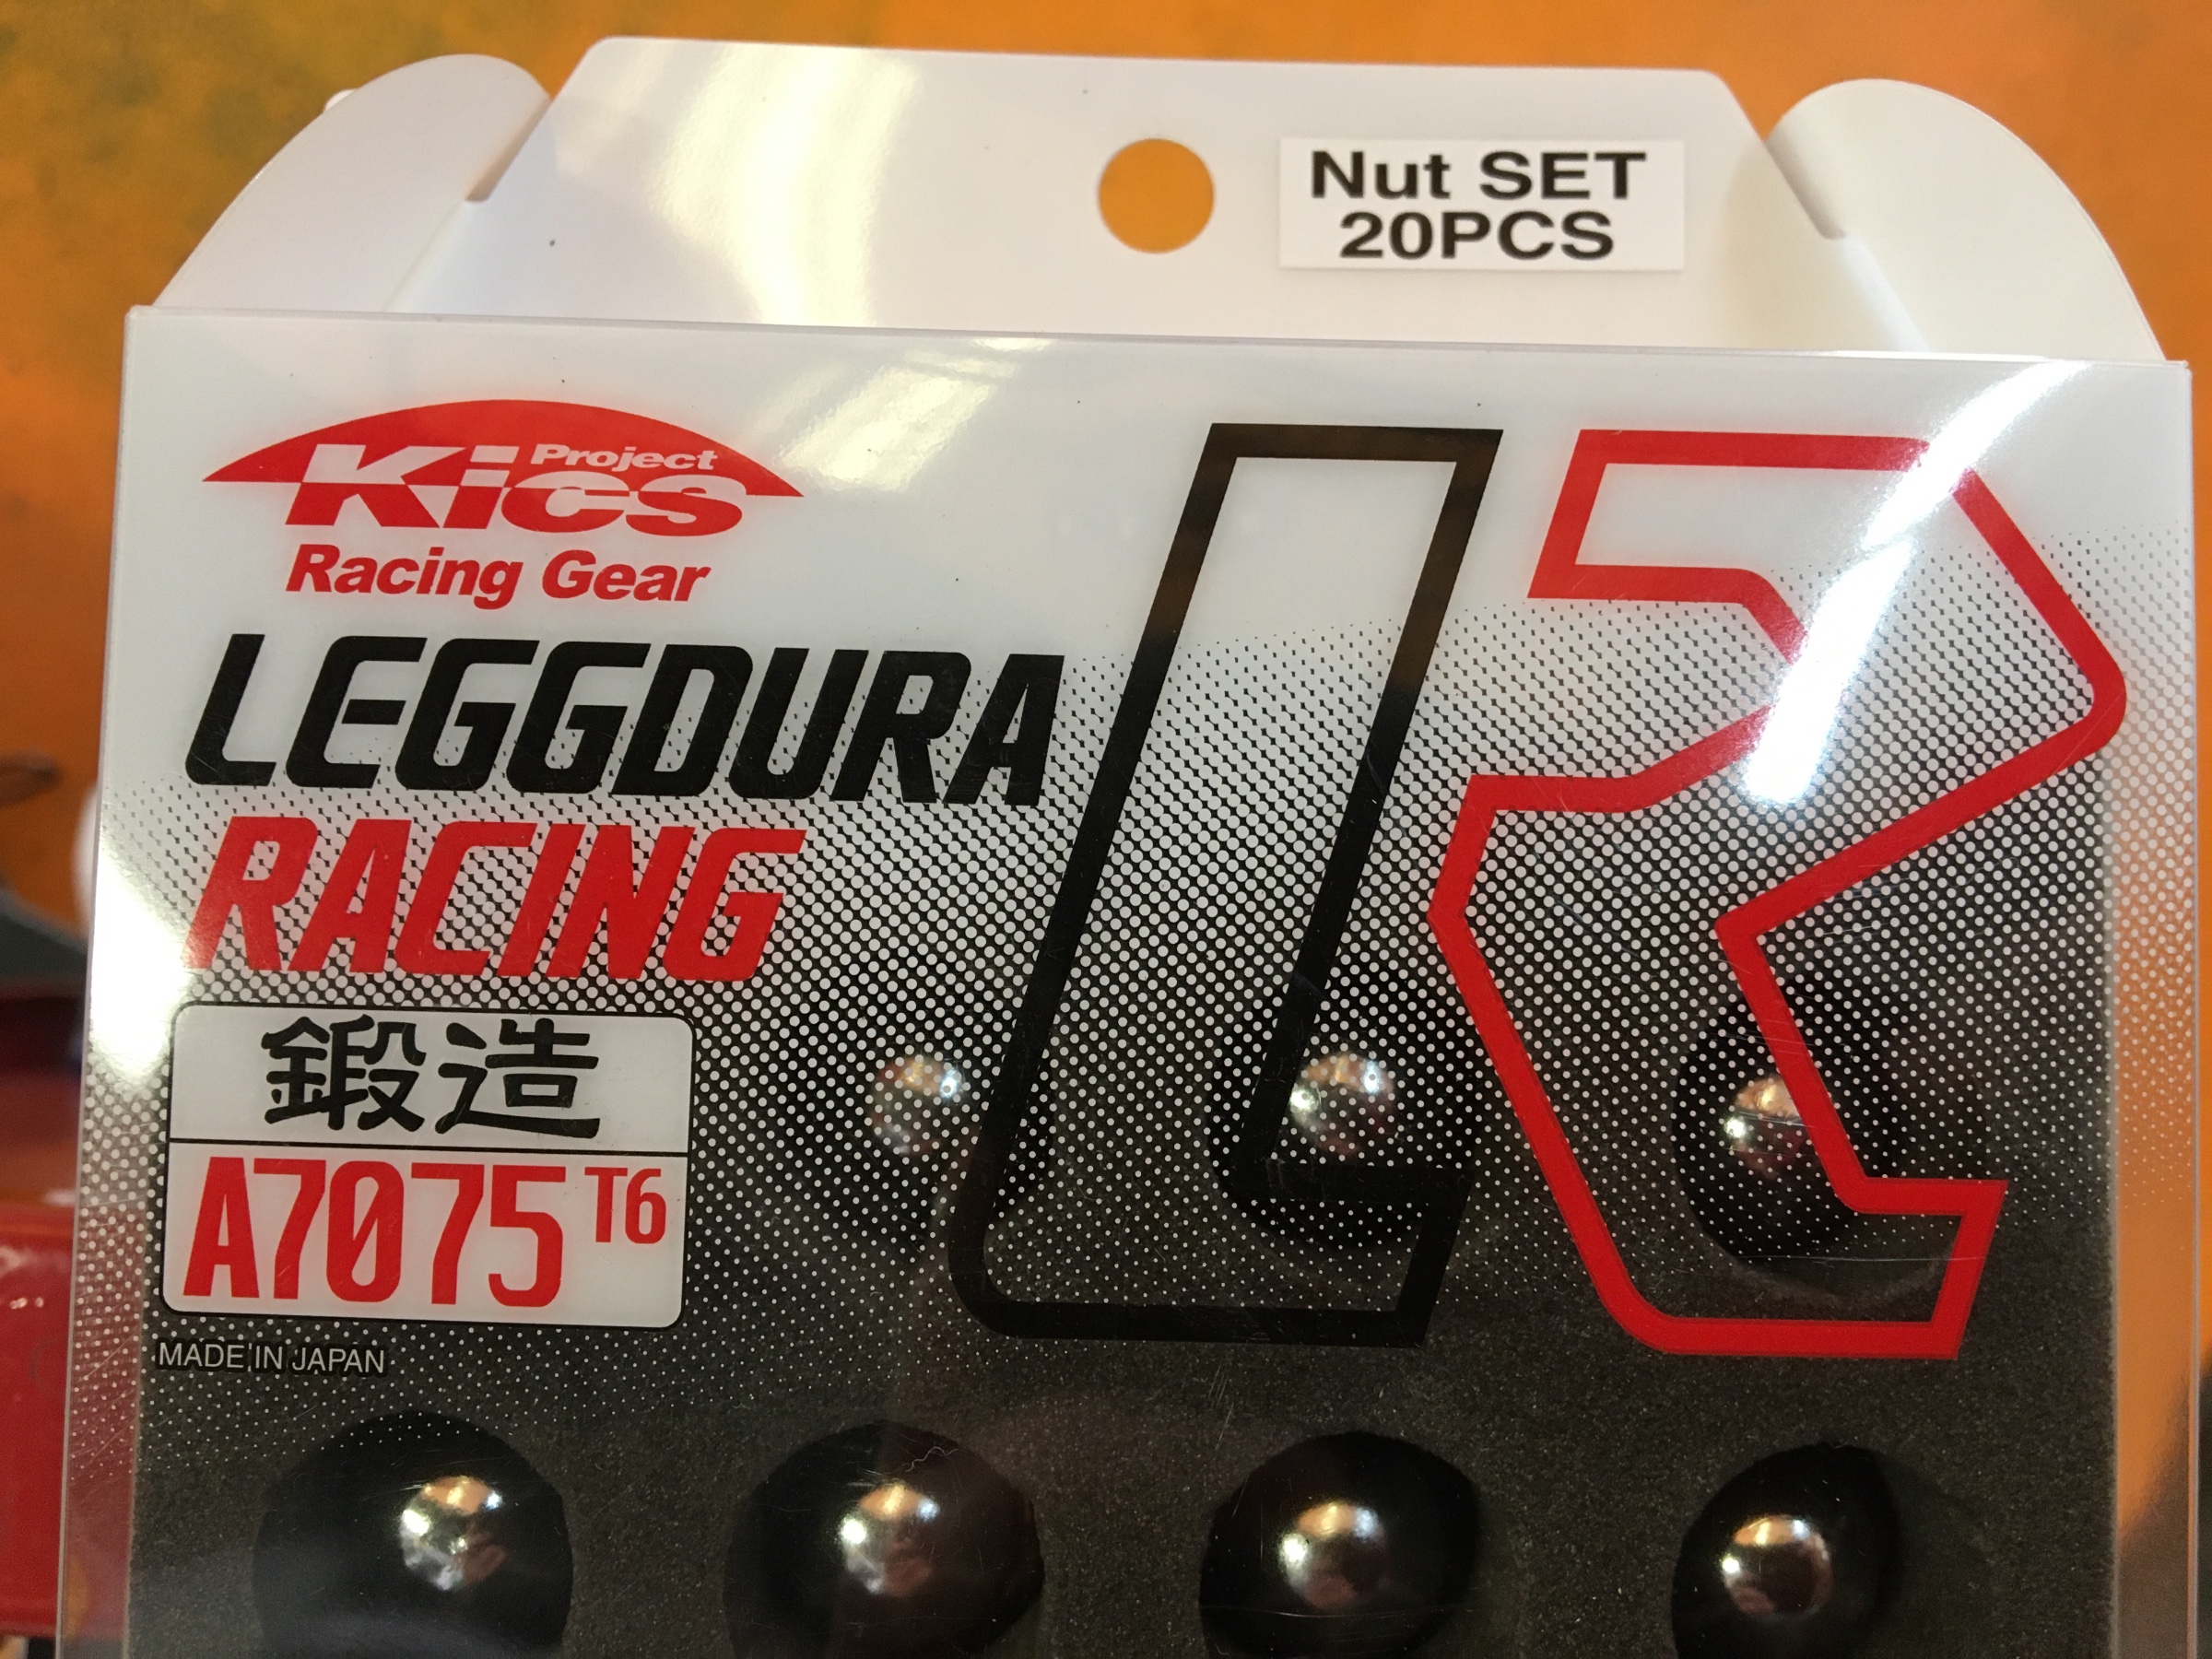 Nut SET
20PCS
Project
Kics
Racing Gear
LEGGDURA
RACING
LR
鍛造
A7075 T6
MADE IN JAPAN